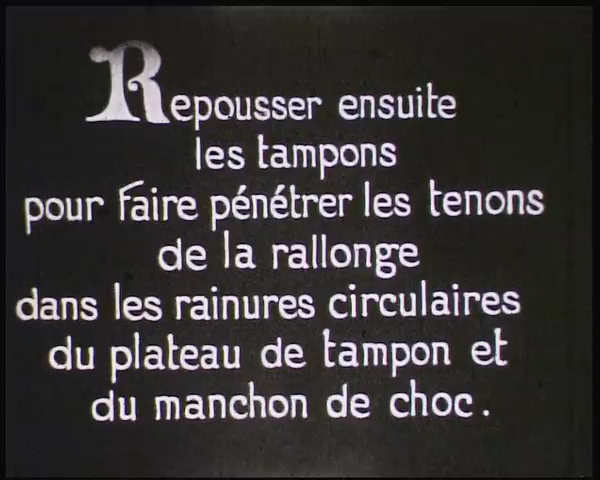 Repousser ensuite
les tampons
pour faire pénétrer les tenons
de la rallonge
dans les rainures circulaires
du plateau de tampon et
du manchon de choc.